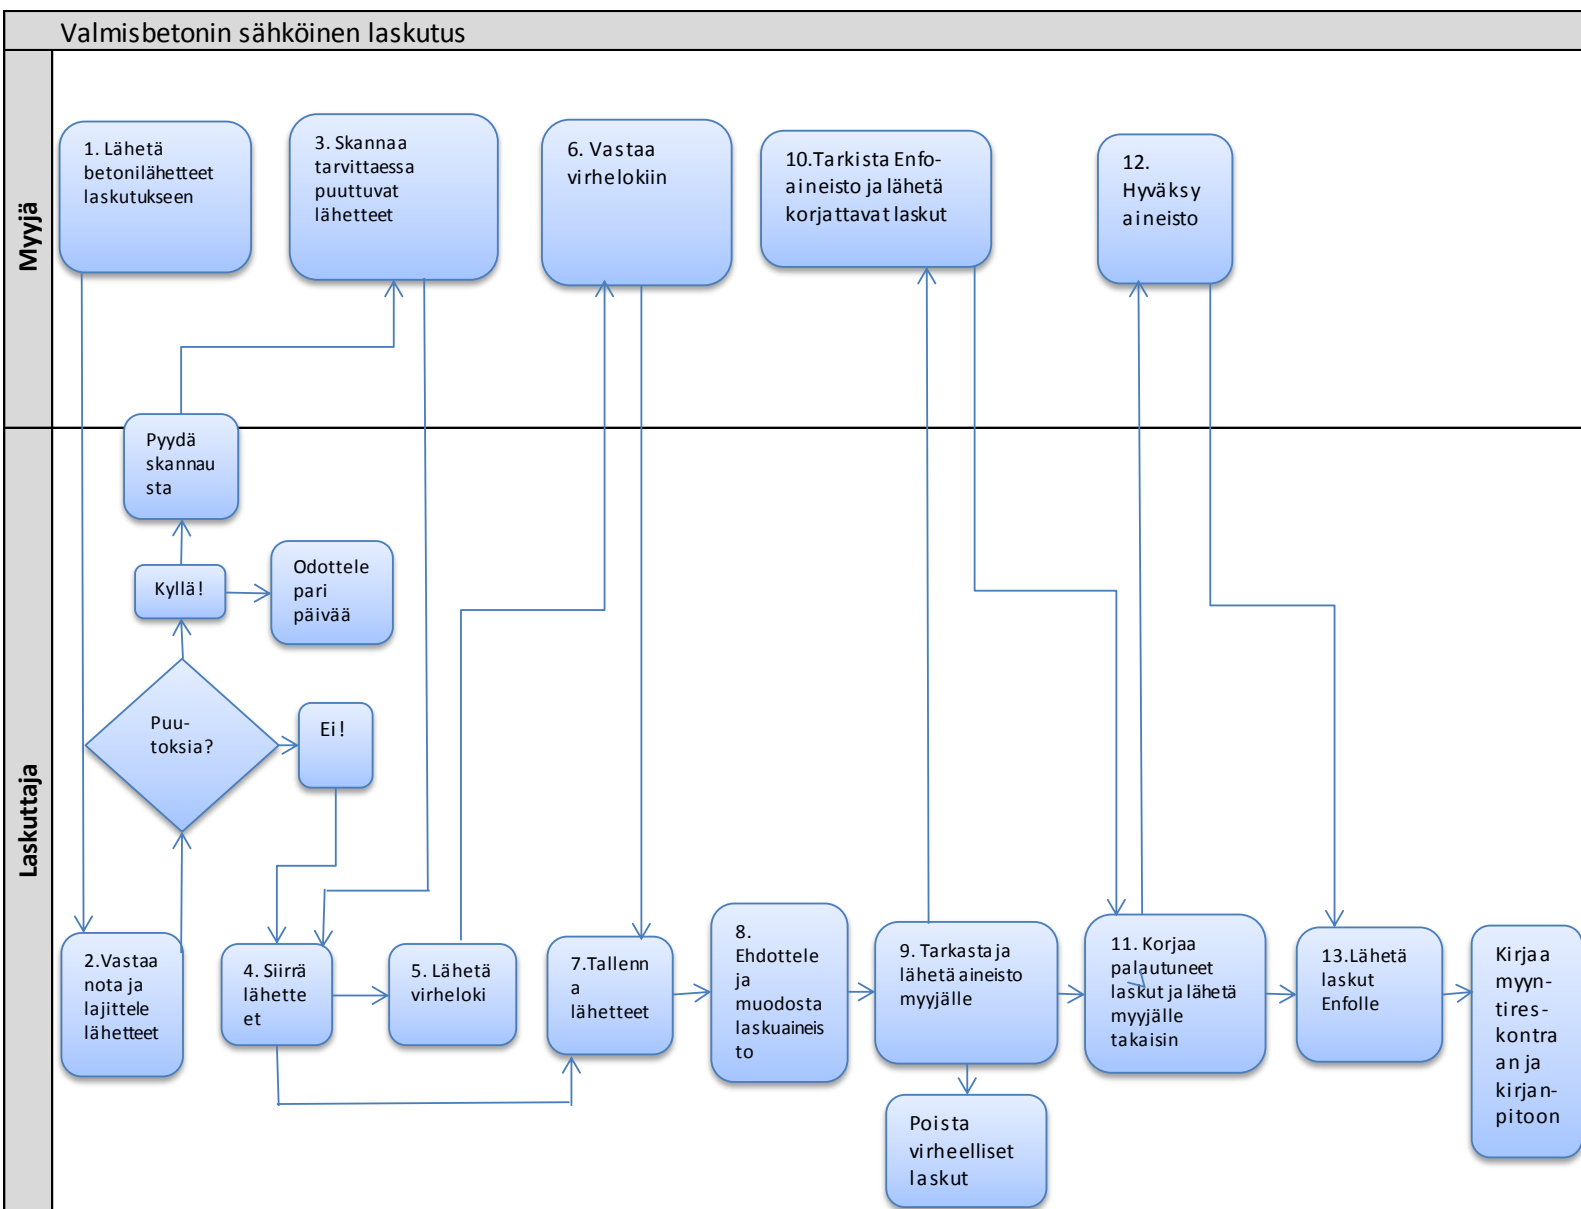 Valmisbetonin sähköinen laskutus
Myyjä
1. Lähetä
betonilähetteet
laskutukseen
3. Skannaa
tarvittaessa
puuttuvat
lähetteet
6. Vastaa
virhelokiin
10.Tarkista Enfo-
aineisto ja lähetä
korjattavat laskut
12.
Hyväksy
aineisto
Laskuttaja
Pyydä
skannau
sta
Kyllä!
Odottele
pari
päivää
Puu-
toksia?
Ei!
2.Vastaa
nota ja
lajittele
lähetteet
4. Siirrä
lähette
et
5. Lähetä
virheloki
7.Tallenn
a
lähetteet
8.
Ehdottele
ja
muodosta
laskuaineis
to
9. Tarkasta ja
lähetä aineisto
myyjälle
Poista
virheelliset
laskut
11. Korjaa
palautuneet
laskut ja lähetä
myyjälle
takaisin
13.Lähetä
laskut
Enfolle
Kirjaa
myyn-
tires-
kontra
an ja
kirjan-
pitoon